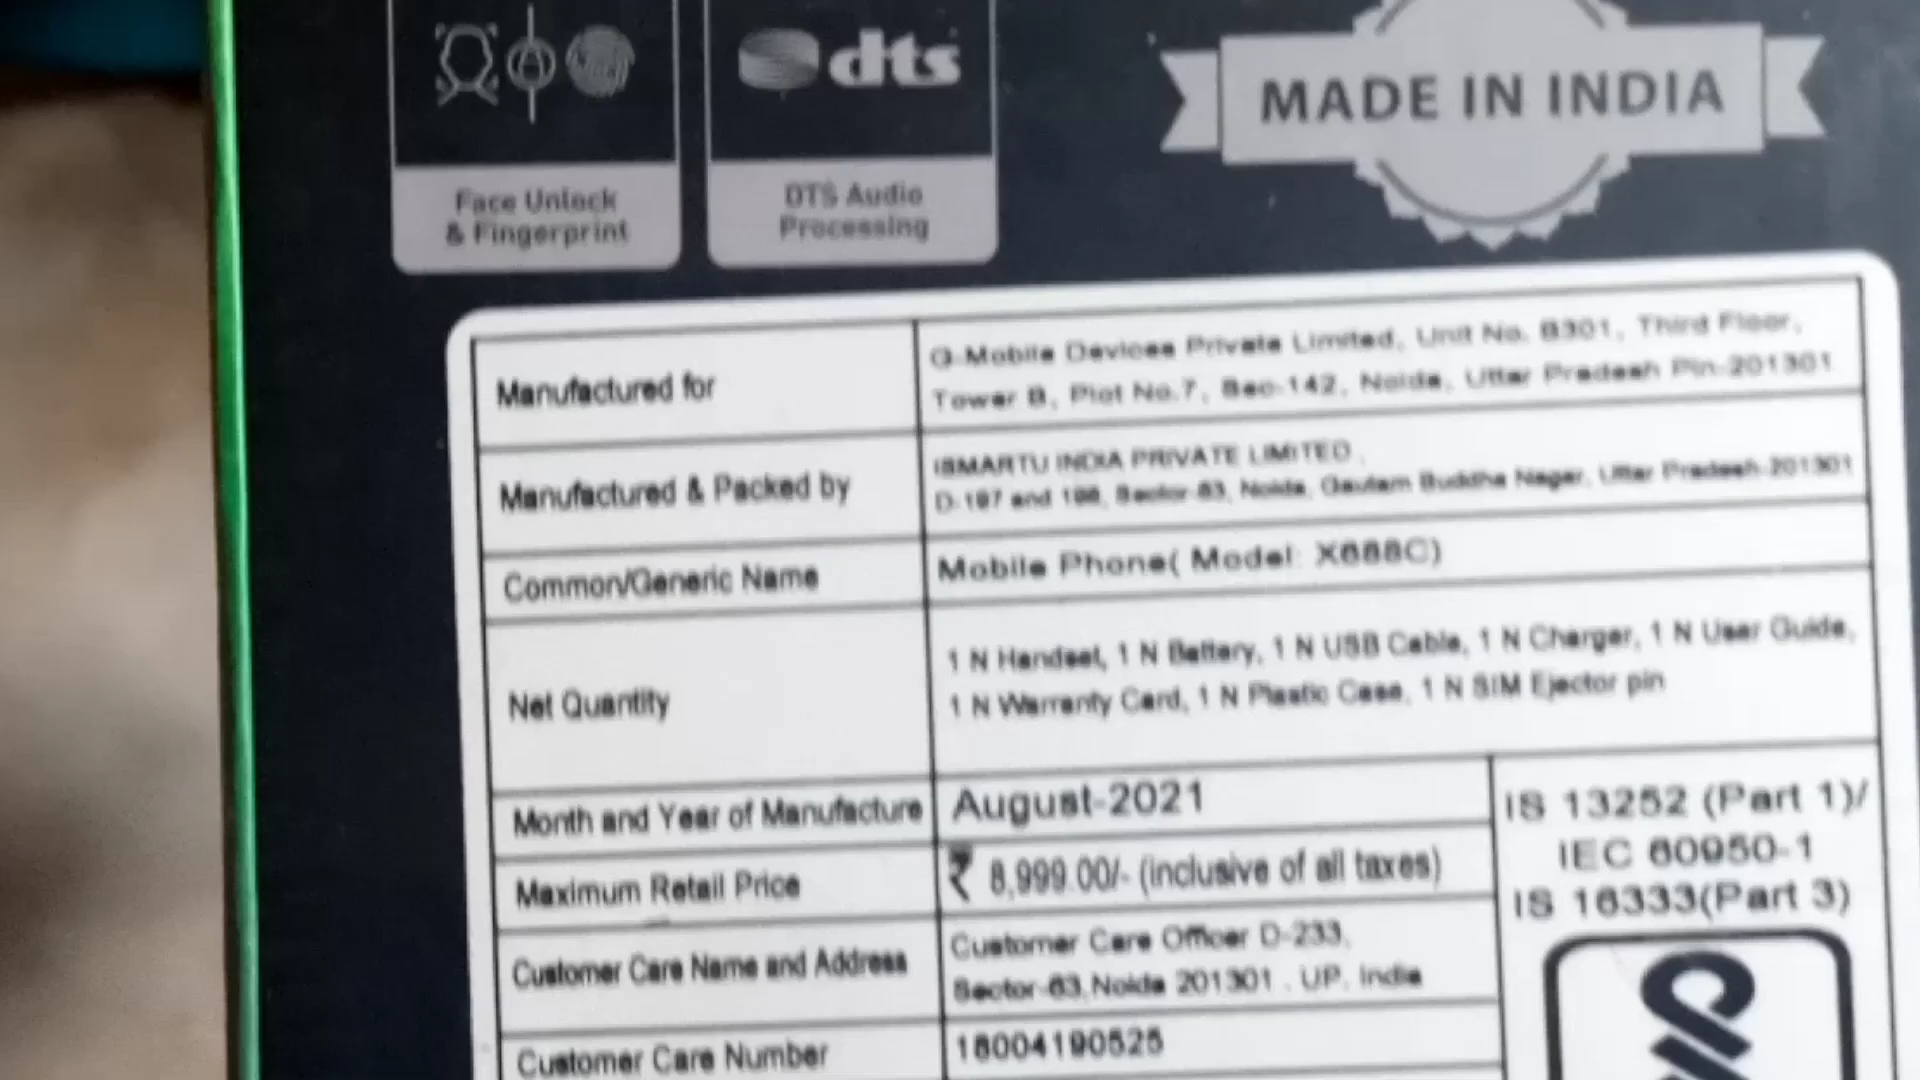 dts
Face Unlock
& Fingerprint
DTS Audio
Processing
MADE IN INDIA
Manufactured for
G-Mobile Devices Private Limited, Unit No. B301, Third Floor,
Tower B, Plot No.7, Sec-142, Noida, Uttar Pradesh Pin-201301
Manufactured & Packed by
ISMARTU INDIA PRIVATE LIMITED,
D-197 and 198, Sector-63, Noida, Gautam Buddha Nagar, Uttar Pradesh-201301
Common/Generic Name
Mobile Phone( Model: X688C)
Net Quantity
1 N Handset, 1 N Battery, 1 N USB Cable, 1 N Charger, 1 N User Guide,
1 N Warranty Card, 1 N Plastic Case, 1 N SIM Ejector pin
Month and Year of Manufacture
August-2021
Maximum Retail Price
₹ 8,999.00/- (inclusive of all taxes)
IS 13252 (Part 1)/
IEC 60950-1
IS 16333(Part 3)
Customer Care Name and Address
Customer Care Officer D-233,
Sector-63, Noida 201301 . UP, India
Customer Care Number
18004190525